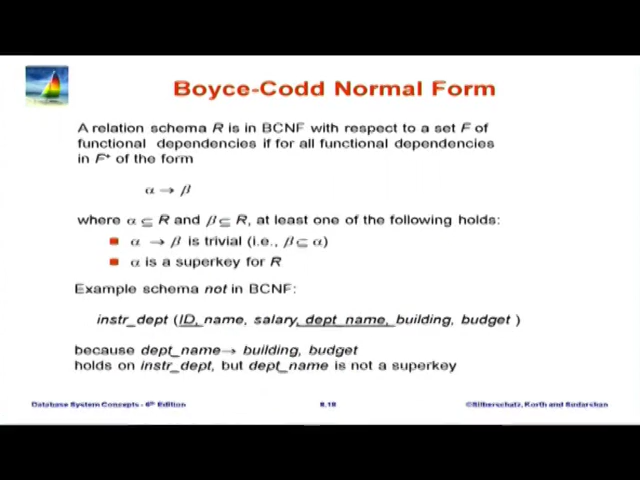 Boyce-Codd Normal Form
A relation schema R is in BCNF with respect to a set F of
functional dependencies if for all functional dependencies
in F+ of the form
α → β
where α ⊆ R and β ⊆ R, at least one of the following holds:
α → β is trivial (i.e., β ⊆ α)
α is a superkey for R
Example schema not in BCNF:
instr_dept (ID, name, salary, dept_name, building, budget )
because dept_name→ building, budget
holds on instr_dept, but dept_name is not a superkey
Database System Concepts - 6th Edition
8.18
©Silberschatz, Korth and Sudarshan